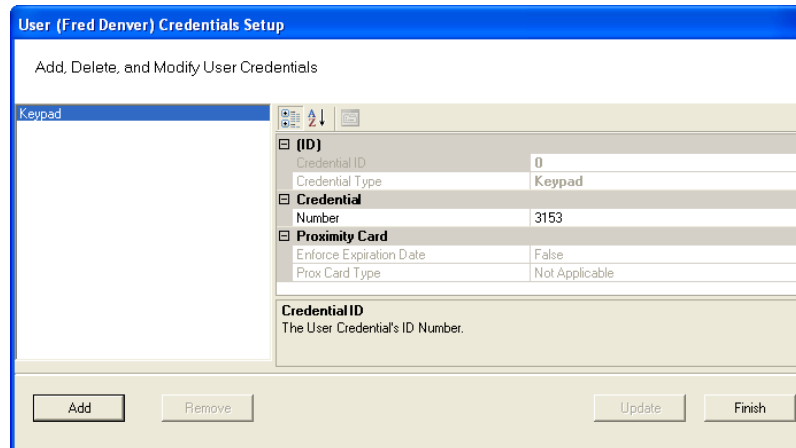 User (Fred Denver) Credentials Setup
Add, Delete, and Modify User Credentials
Keypad
(ID)
Credential ID 0
Credential Type Keypad
Credential
Number 3153
Proximity Card
Enforce Expiration Date False
Prox Card Type Not Applicable
Credential ID
The User Credential's ID Number.
Add Remove Update Finish